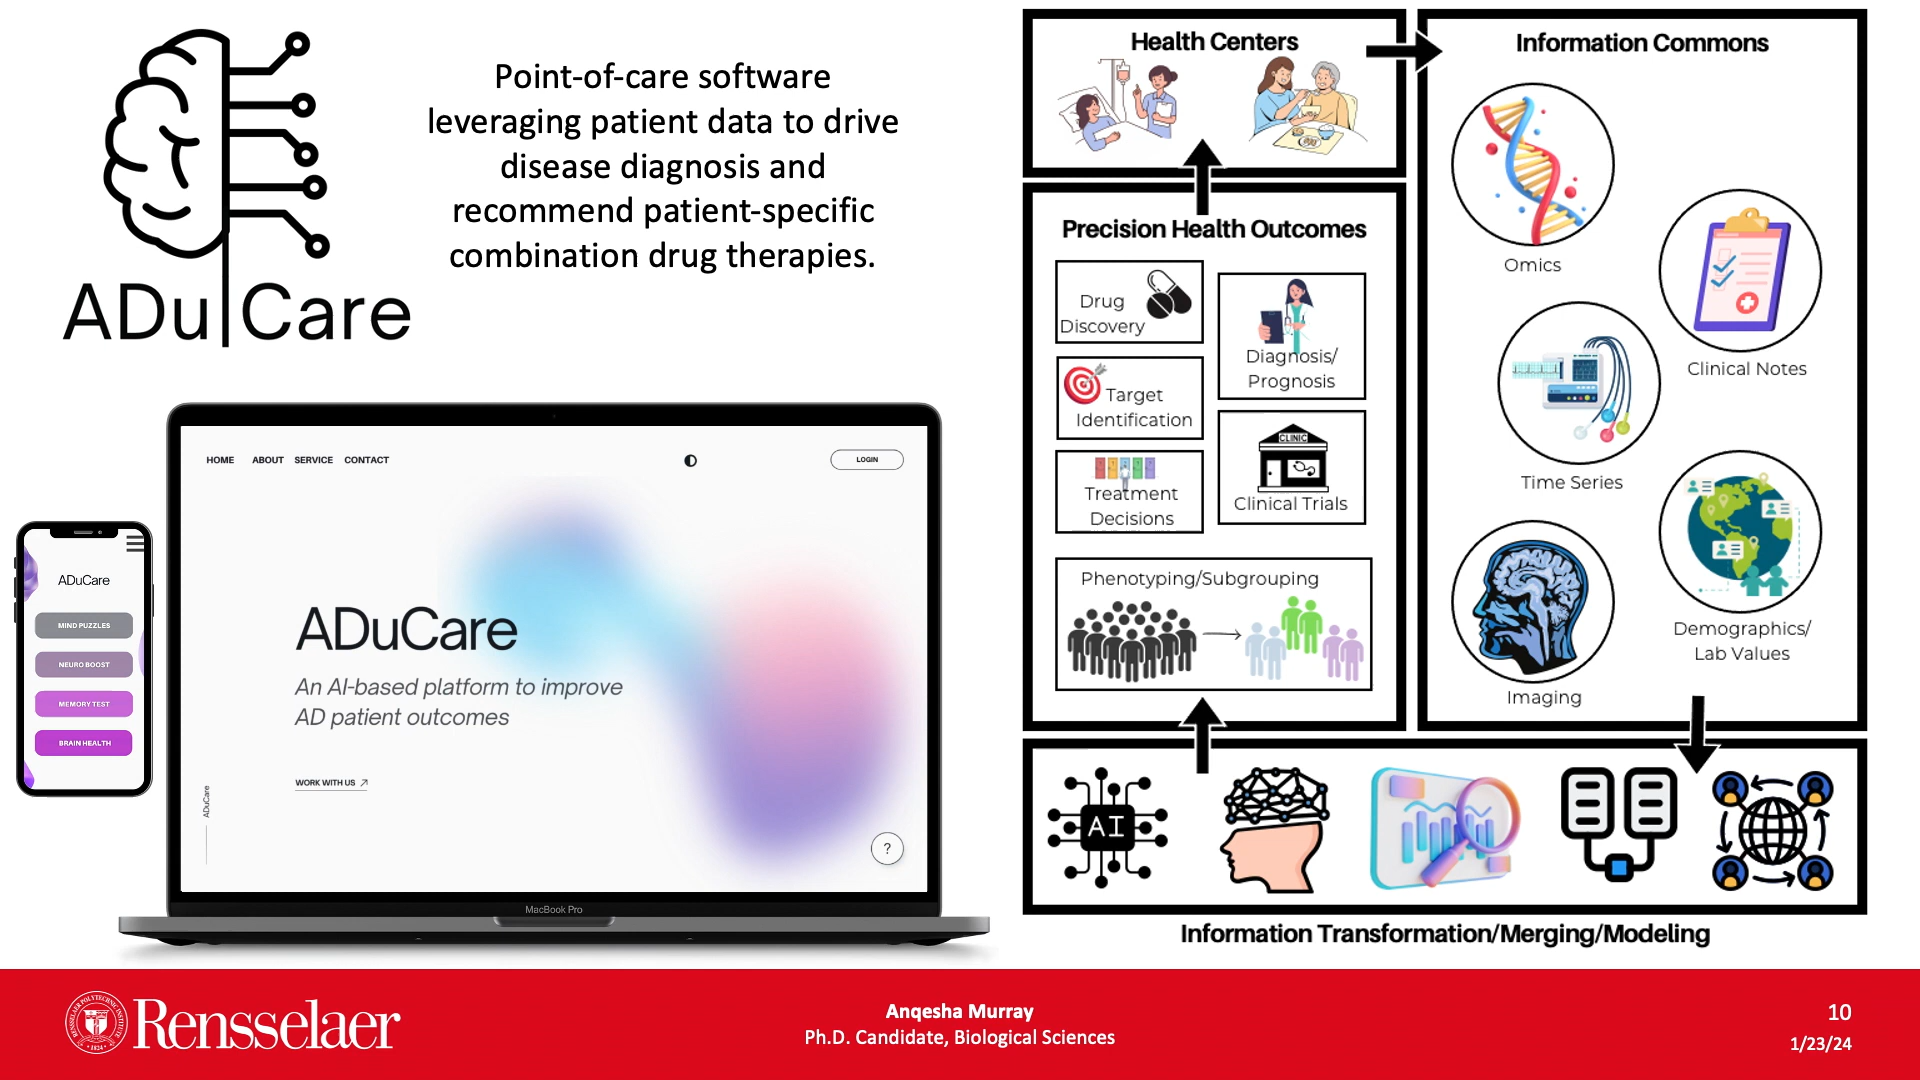 ADu Care
Point-of-care software
leveraging patient data to drive
disease diagnosis and
recommend patient-specific
combination drug therapies.
HOME ABOUT SERVICE CONTACT
LOGIN
ADuCare
An AI-based platform to improve
AD patient outcomes
WORK WITH US
ADuCare
?
MacBook Pro
ADuCare
MIND PUZZLES
NEURO BOOST
MEMORY TEST
BRAIN HEALTH
Health Centers
Precision Health Outcomes
Drug
Discovery
Target
Identification
Treatment
Decisions
Diagnosis/
Prognosis
CLINIC
Clinical Trials
Phenotyping/Subgrouping
Information Commons
Omics
Clinical Notes
Time Series
Demographics/
Lab Values
Imaging
AI
Information Transformation/Merging/Modeling
RENSSELAER POLYTECHNIC INSTITUTE
1824
Rensselaer
Anqesha Murray
Ph.D. Candidate, Biological Sciences
10
1/23/24